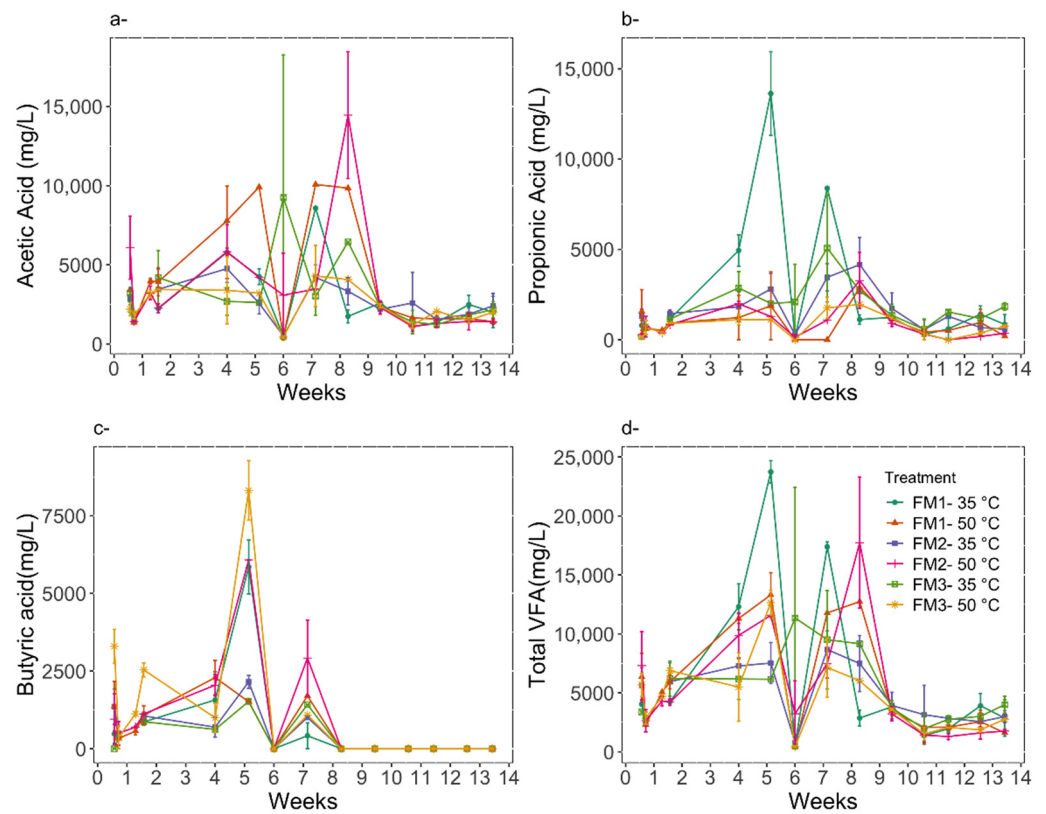 a-
Acetic Acid (mg/L)
15,000
10,000
5000
0
0 1 2 3 4 5 6 7 8 9 10 11 12 13 14
Weeks
b-
Propionic Acid (mg/L)
15,000
10,000
5000
0
0 1 2 3 4 5 6 7 8 9 10 11 12 13 14
Weeks
c-
Butyric acid(mg/L)
7500
5000
2500
0
0 1 2 3 4 5 6 7 8 9 10 11 12 13 14
Weeks
d-
Total VFA(mg/L)
25,000
20,000
15,000
10,000
5000
0
0 1 2 3 4 5 6 7 8 9 10 11 12 13 14
Weeks
Treatment
FM1- 35 °C
FM1- 50 °C
FM2- 35 °C
FM2- 50 °C
FM3- 35 °C
FM3- 50 °C